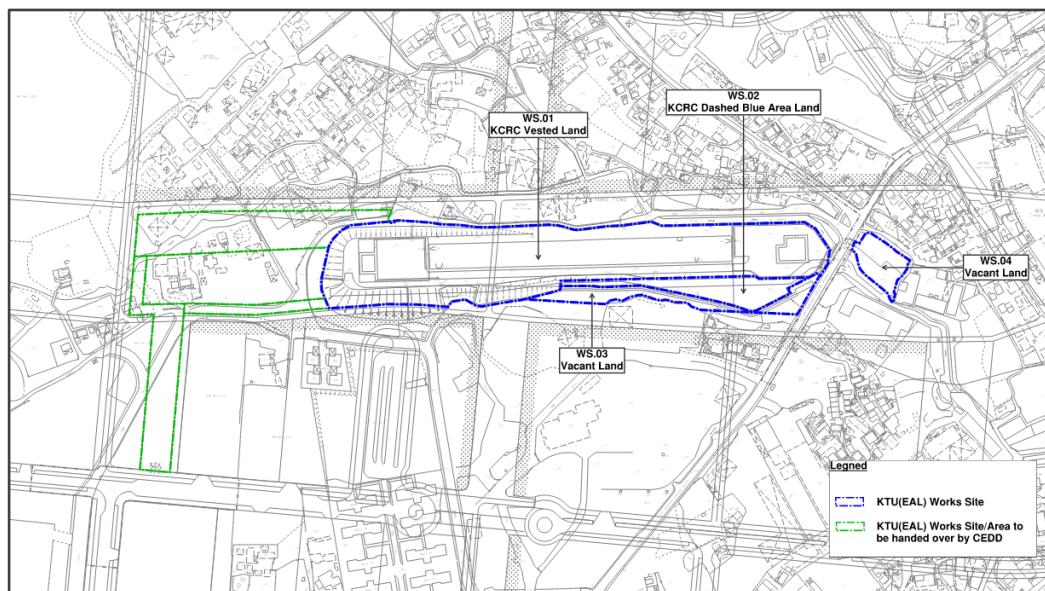 WS.02
KCRC Dashed Blue Area Land
WS.01
KCRC Vested Land
WS.04
Vacant Land
WS.03
Vacant Land
Legned
KTU(EAL) Works Site
KTU(EAL) Works Site/Area to
be handed over by CEDD